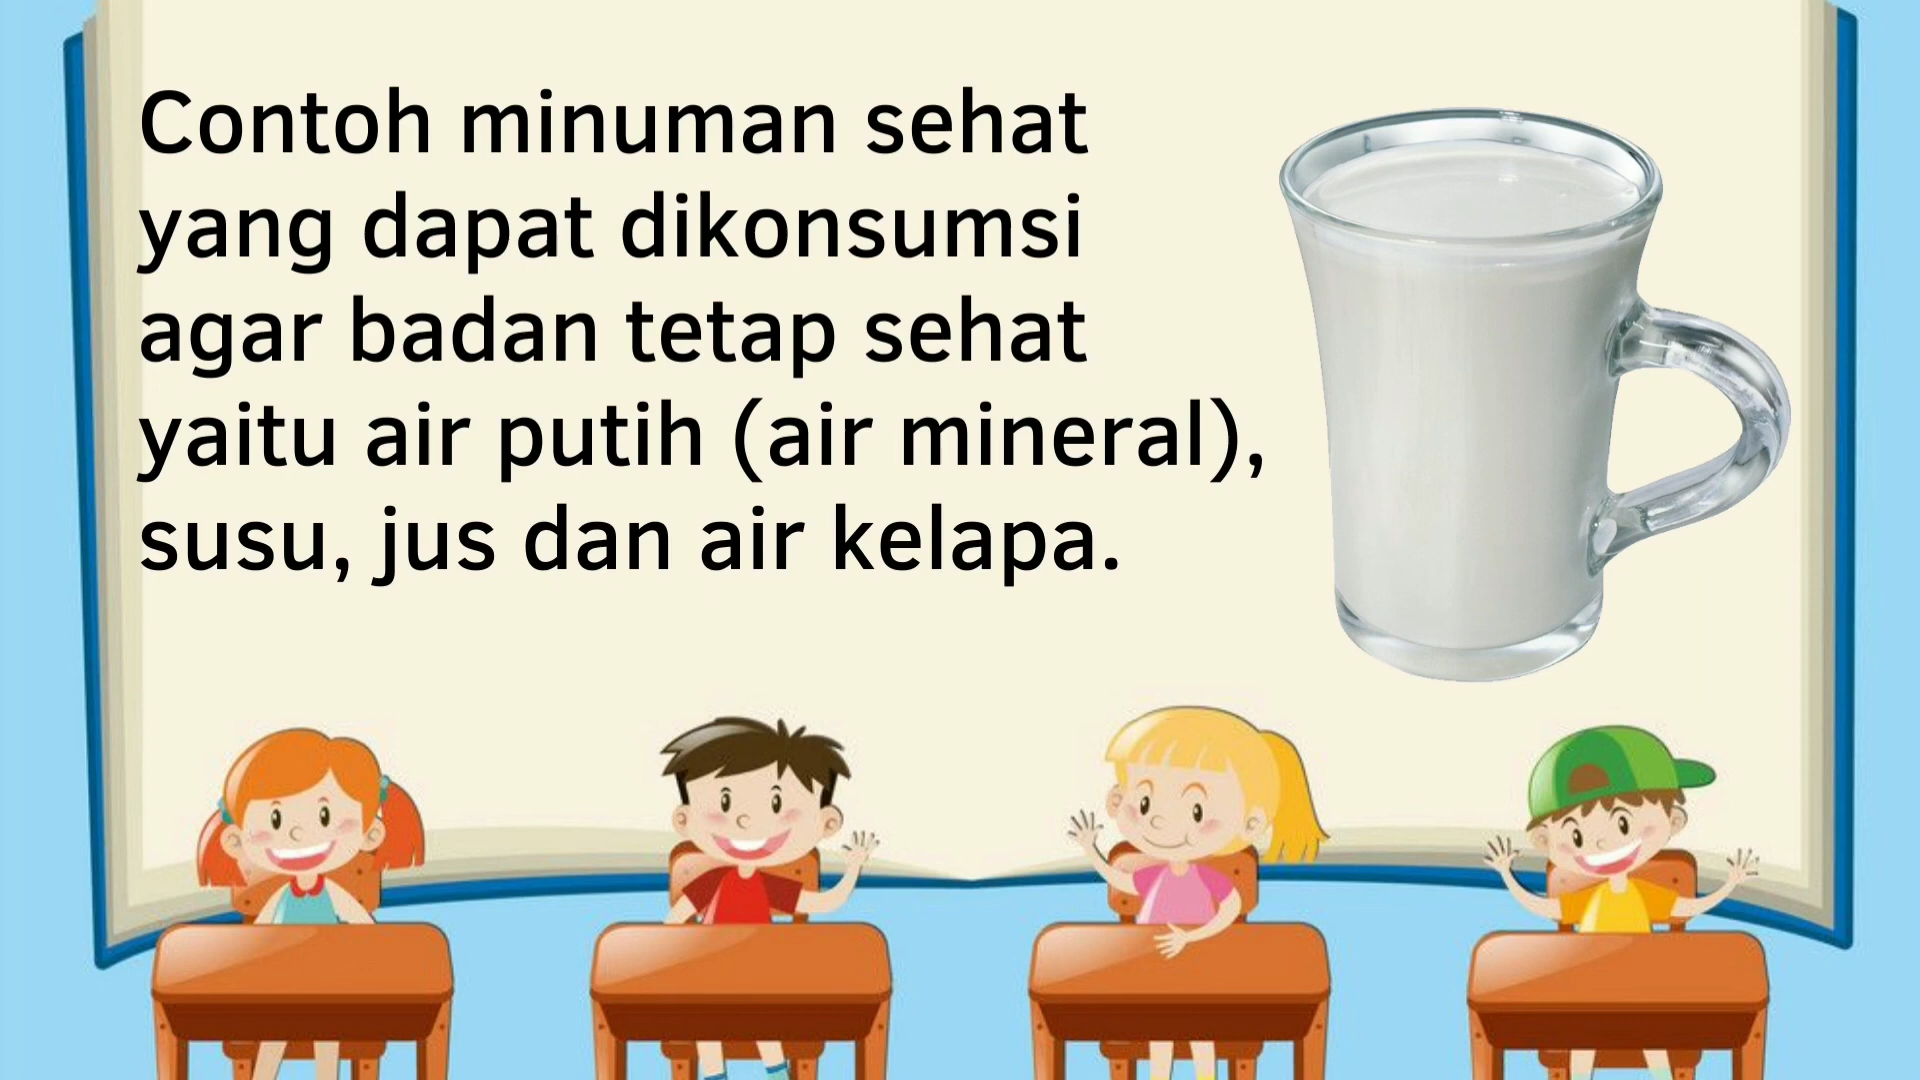 Contoh minuman sehat
yang dapat dikonsumsi
agar badan tetap sehat
yaitu air putih (air mineral),
susu, jus dan air kelapa.